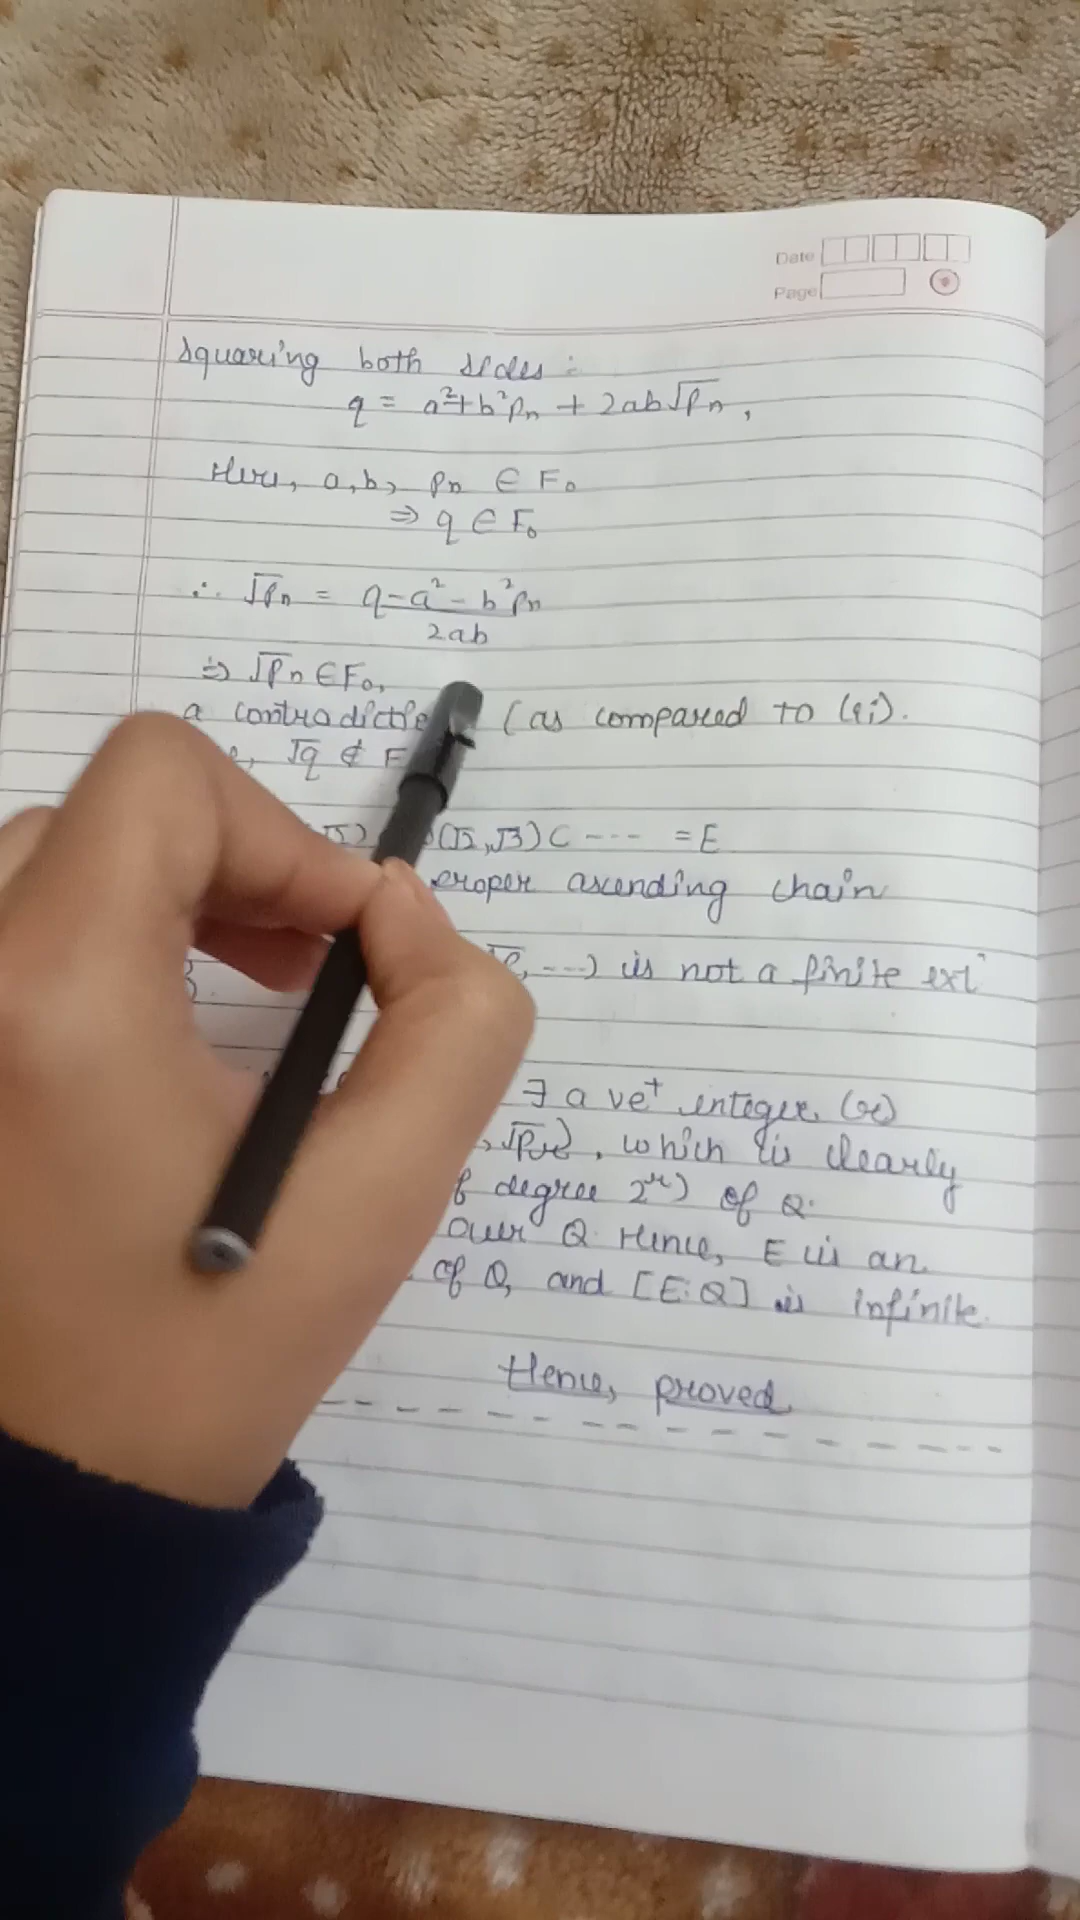 Date
Page
Squaring both sides :
q = a²+b²pₙ + 2ab√pₙ ,
Here, a,b, pₙ ∈ F₀
⇒ q ∈ F₀
∴ √pₙ = q-a²-b²pₙ
2ab
⇒ √pₙ ∈ F₀,
a contradictio (as compared to (ii).
√q ∉ F
√2) (√2,√3) ⊂ ---- = E
proper ascending chain
, ---) is not a finite extⁿ
∃ a ve⁺ integer (r)
, √pᵣ), which is clearly
degree 2ʳ) of Q.
over Q. Hence, E is an
of Q, and [E:Q] is infinite.
Hence, proved